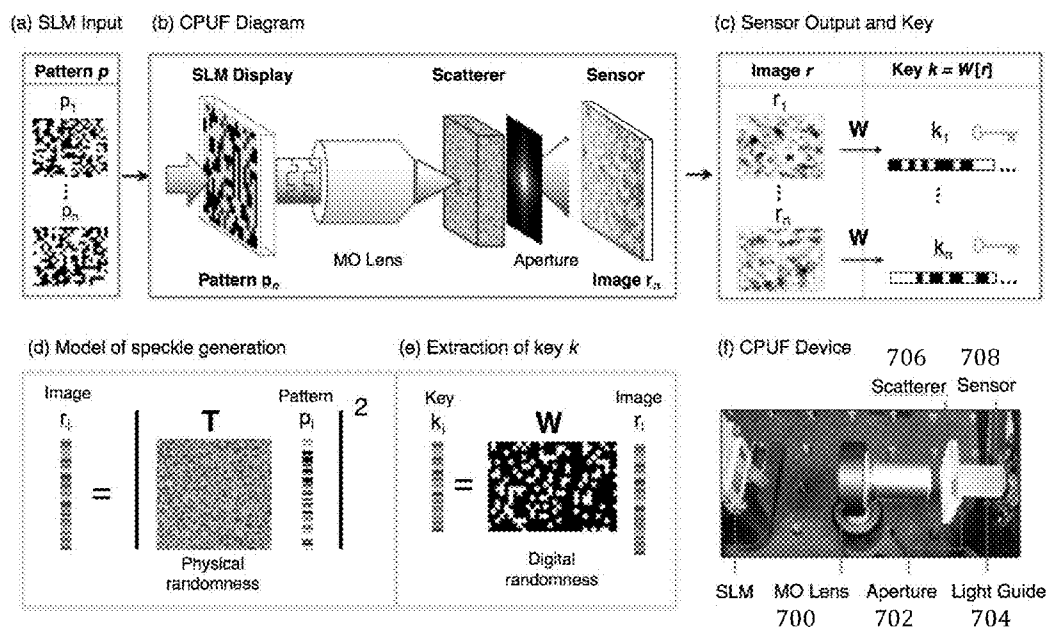 (a) SLM Input
Pattern p
p₁
pₙ
(b) CPUF Diagram
SLM Display
Scatterer
Sensor
MO Lens
Aperture
Pattern pₙ
Image rₙ
(c) Sensor Output and Key
Image r
Key k = W[r]
r₁
W
k₁
...
rₙ
W
kₙ
...
(d) Model of speckle generation
Image
rᵢ
=
T
Pattern
pᵢ
2
Physical
randomness
(e) Extraction of key k
Key
kᵢ
=
W
Image
rᵢ
Digital
randomness
(f) CPUF Device
706 708
Scatterer Sensor
SLM MO Lens Aperture Light Guide
700 702 704